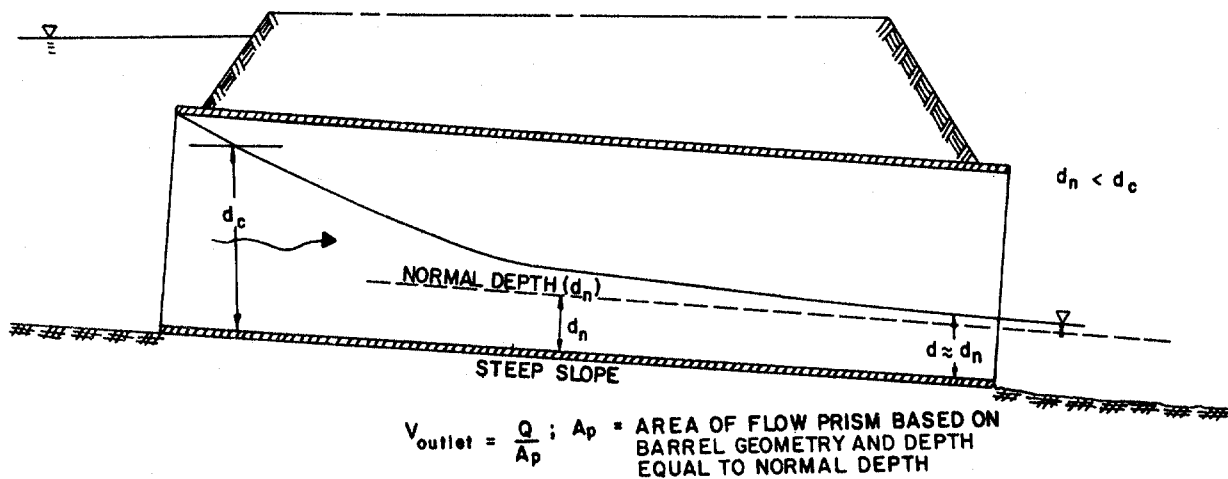 d_n < d_c
d_c
NORMAL DEPTH (d_n)
d_n
d ≈ d_n
STEEP SLOPE
V_outlet = Q/A_p ; A_p = AREA OF FLOW PRISM BASED ON
BARREL GEOMETRY AND DEPTH
EQUAL TO NORMAL DEPTH